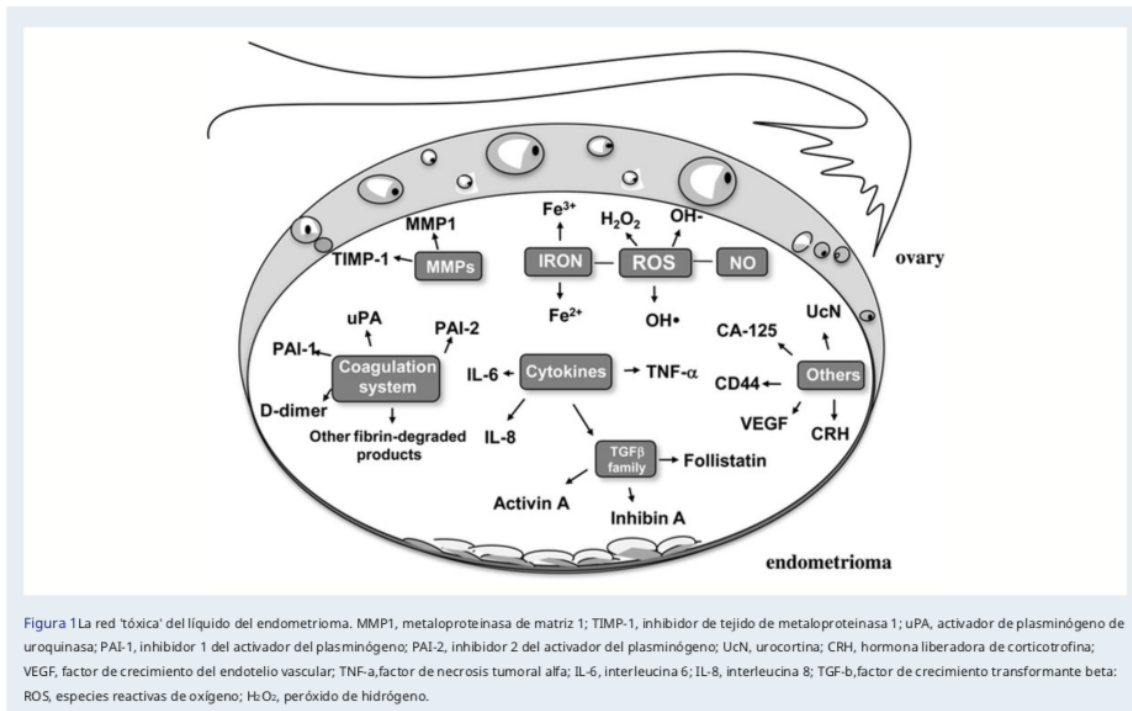 Fe³⁺
H₂O₂
OH-
MMP1
TIMP-1
MMPs
IRON
ROS
NO
ovary
Fe²⁺
OH•
uPA
PAI-2
PAI-1
Coagulation
system
D-dimer
Other fibrin-degraded
products
IL-6
Cytokines
TNF-α
IL-8
TGFβ
family
Follistatin
Activin A
Inhibin A
UcN
CA-125
Others
CD44
VEGF
CRH
endometrioma
Figura 1La red 'tóxica' del líquido del endometrioma. MMP1, metaloproteinasa de matriz 1; TIMP-1, inhibidor de tejido de metaloproteinasa 1; uPA, activador de plasminógeno de
uroquinasa; PAI-1, inhibidor 1 del activador del plasminógeno; PAI-2, inhibidor 2 del activador del plasminógeno; UcN, urocortina; CRH, hormona liberadora de corticotrofina;
VEGF, factor de crecimiento del endotelio vascular; TNF-a,factor de necrosis tumoral alfa; IL-6, interleucina 6; IL-8, interleucina 8; TGF-b,factor de crecimiento transformante beta:
ROS, especies reactivas de oxígeno; H₂O₂, peróxido de hidrógeno.